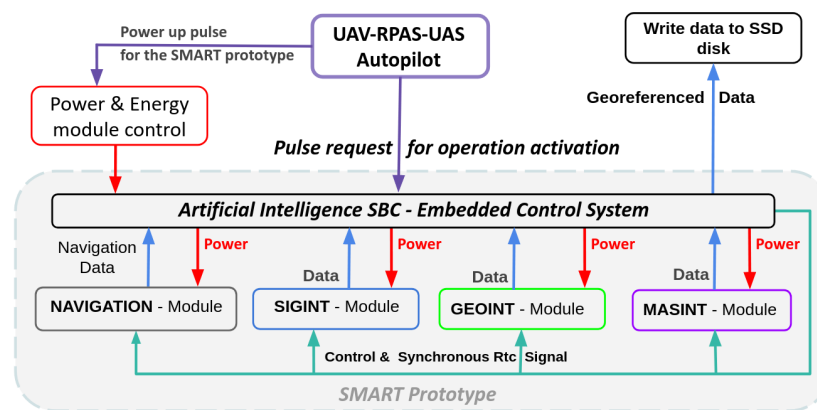 Power up pulse
for the SMART prototype
UAV-RPAS-UAS
Autopilot
Write data to SSD
disk
Power & Energy
module control
Georeferenced Data
Pulse request for operation activation
Artificial Intelligence SBC - Embedded Control System
Navigation
Data
Power
Data
Power
Data
Power
Data
Power
NAVIGATION - Module
SIGINT - Module
GEOINT - Module
MASINT - Module
Control & Synchronous Rtc Signal
SMART Prototype